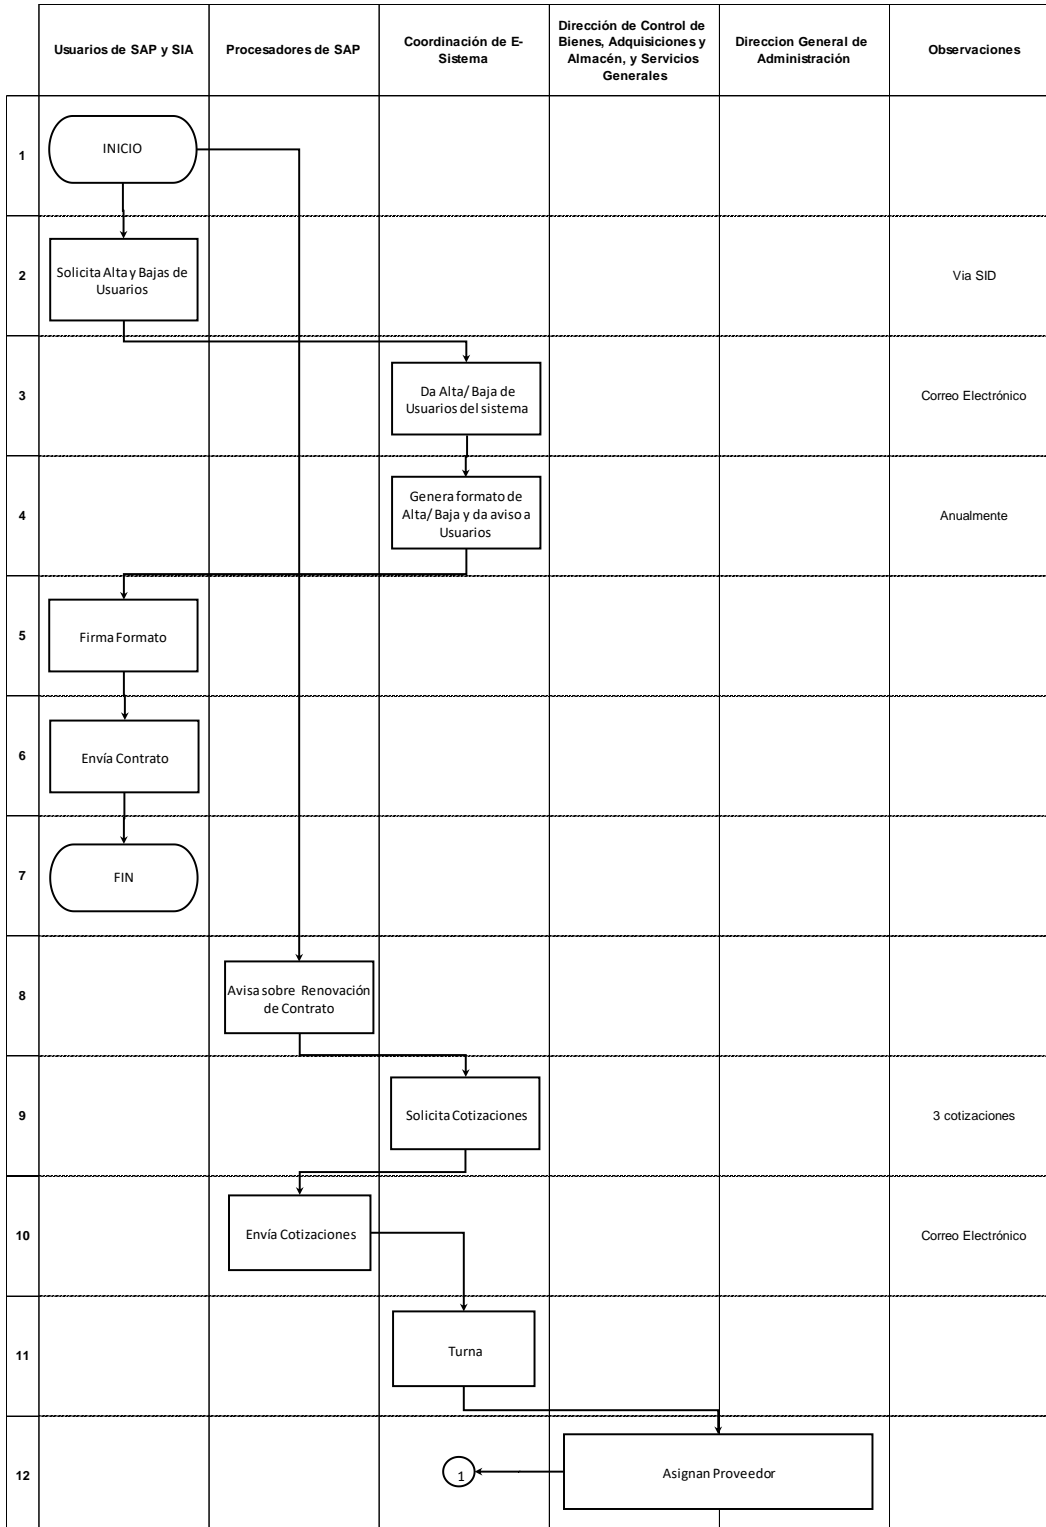 Usuarios de SAP y SIA
Procesadores de SAP
Coordinación de E-
Sistema
Dirección de Control de
Bienes, Adquisiciones y
Almacén, y Servicios
Generales
Direccion General de
Administración
Observaciones
1
INICIO
2
Solicita Alta y Bajas de
Usuarios
Via SID
3
Da Alta/ Baja de
Usuarios del sistema
Correo Electrónico
4
Genera formato de
Alta/ Baja y da aviso a
Usuarios
Anualmente
5
Firma Formato
6
Envía Contrato
7
FIN
8
Avisa sobre Renovación
de Contrato
9
Solicita Cotizaciones
3 cotizaciones
10
Envía Cotizaciones
Correo Electrónico
11
Turna
12
1
Asignan Proveedor